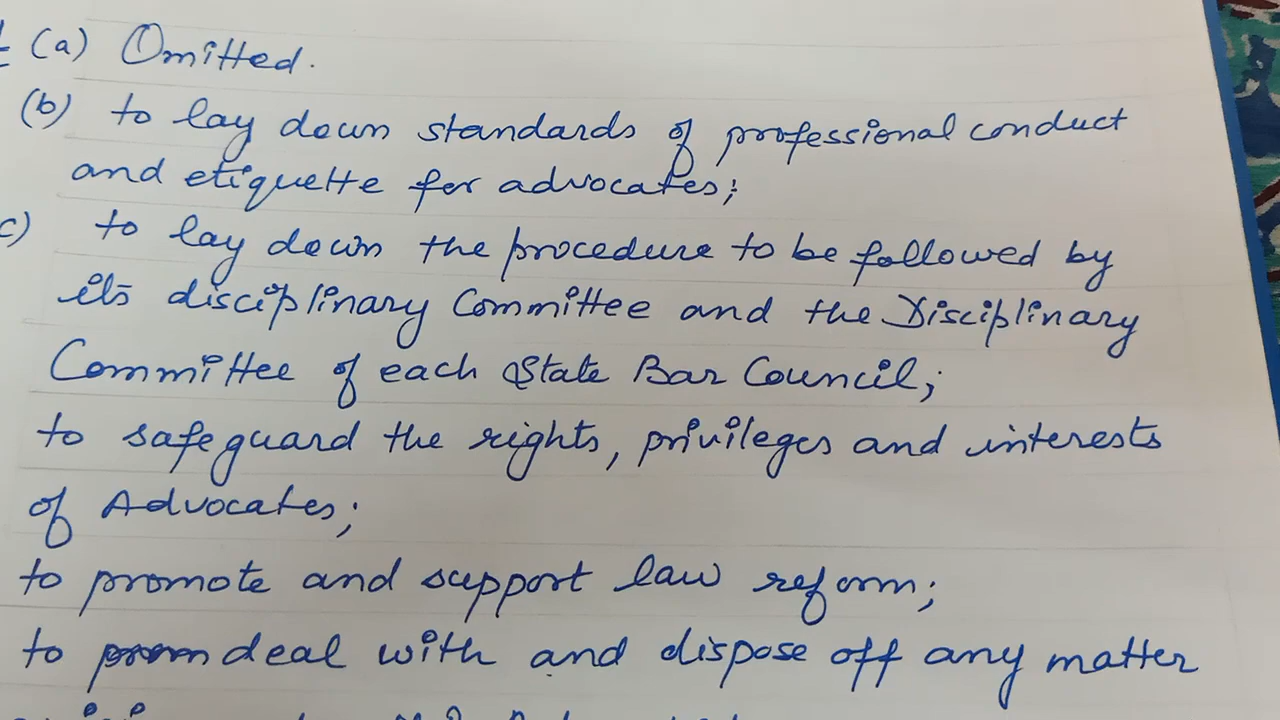 (a) Omitted.
(b) to lay down standards of professional conduct
and etiquette for advocates;
c) to lay down the procedure to be followed by
its disciplinary Committee and the Disciplinary
Committee of each State Bar Council;
to safeguard the rights, privileges and interests
of Advocates;
to promote and support law reform;
to deal with and dispose off any matter